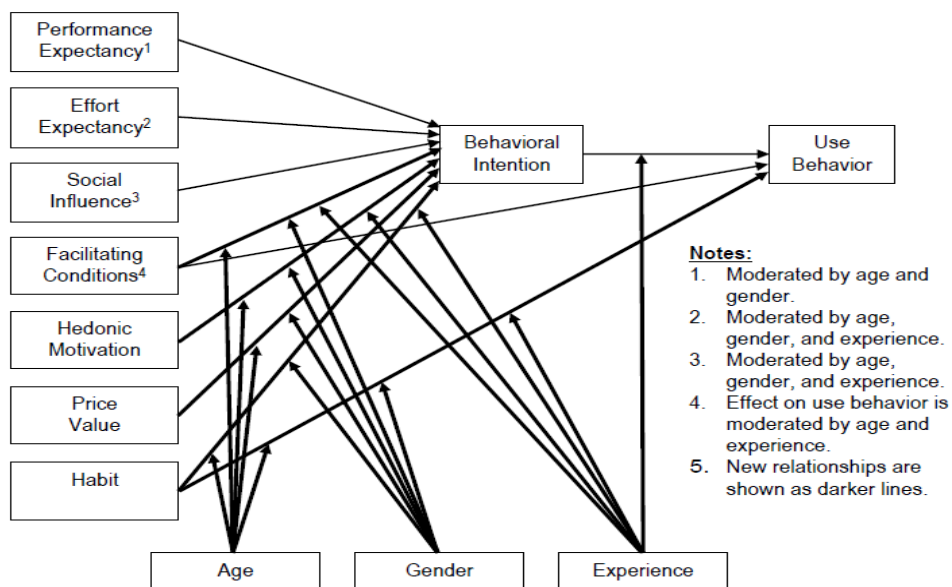 Performance
Expectancy1
Effort
Expectancy2
Social
Influence3
Facilitating
Conditions4
Hedonic
Motivation
Price
Value
Habit
Behavioral
Intention
Use
Behavior
Notes:
1. Moderated by age and
gender.
2. Moderated by age,
gender, and experience.
3. Moderated by age,
gender, and experience.
4. Effect on use behavior is
moderated by age and
experience.
5. New relationships are
shown as darker lines.
Age
Gender
Experience